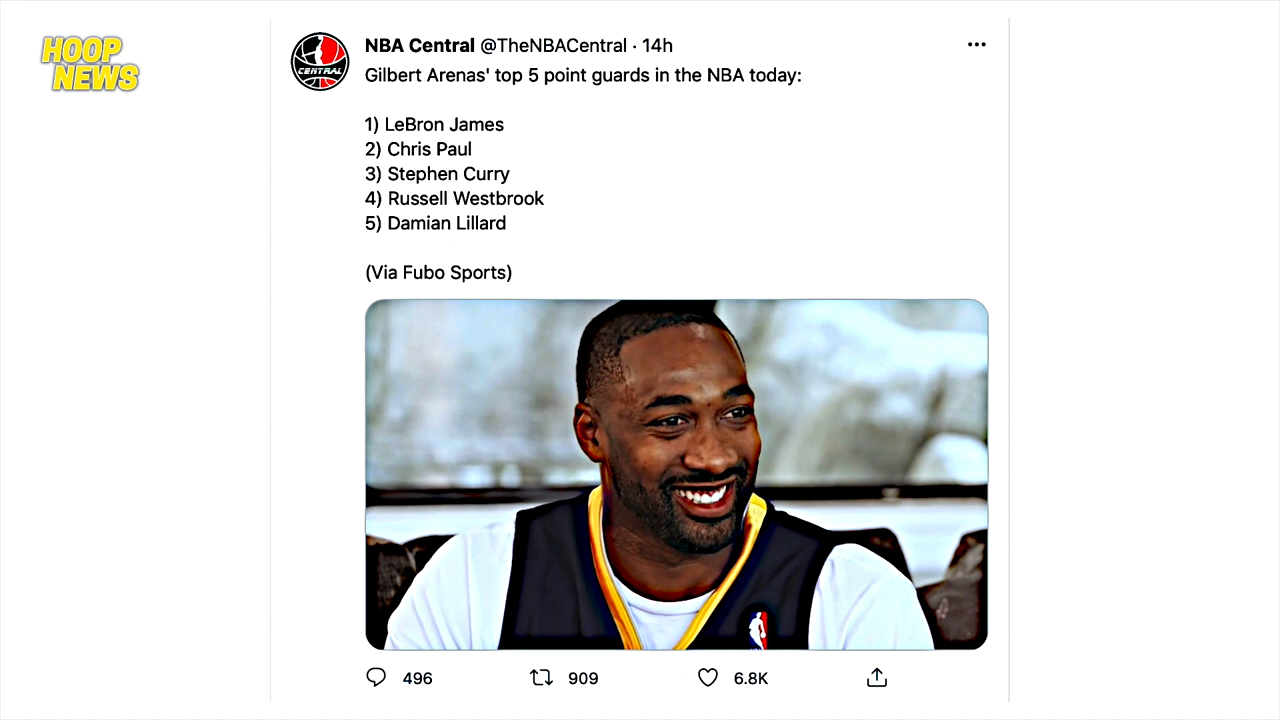 HOOP
NEWS
NBA Central @TheNBACentral · 14h
Gilbert Arenas' top 5 point guards in the NBA today:
1) LeBron James
2) Chris Paul
3) Stephen Curry
4) Russell Westbrook
5) Damian Lillard
(Via Fubo Sports)
CENTRAL
496
909
6.8K